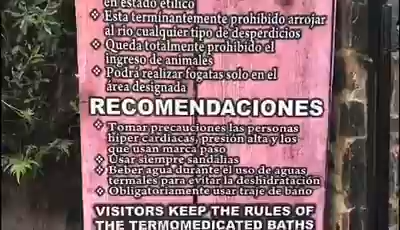 en estado etilico
❖ Esta terminantemente prohibido arrojar
al rio cualquier tipo de desperdicios
❖ Queda totalmente prohibido el
ingreso de animales
❖ Podrá realizar fogatas solo en el
area designada
RECOMENDACIONES
❖ Tomar precauciones las personas
hiper cardiacas, presión alta y los
que usan marca paso
❖ Usar siempre sandalias
❖ Beber agua durante el uso de aguas
termales para evitar la deshidratación
❖ Obligatoriamente usar traje de baño
VISITORS KEEP THE RULES OF
THE TERMOMEDICATED BATHS